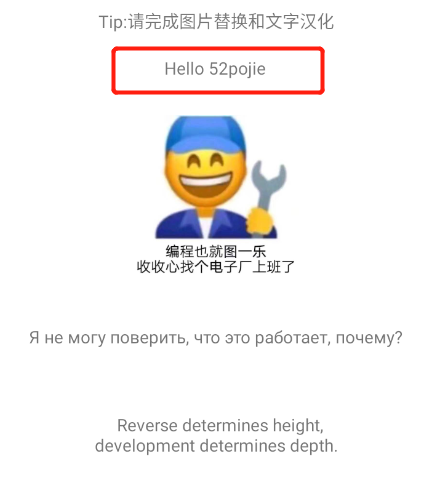 Tip:请完成图片替换和文字汉化
Hello 52pojie
编程也就图一乐
收收心找个电子厂上班了
Я не могу поверить, что это работает, почему?
Reverse determines height,
development determines depth.